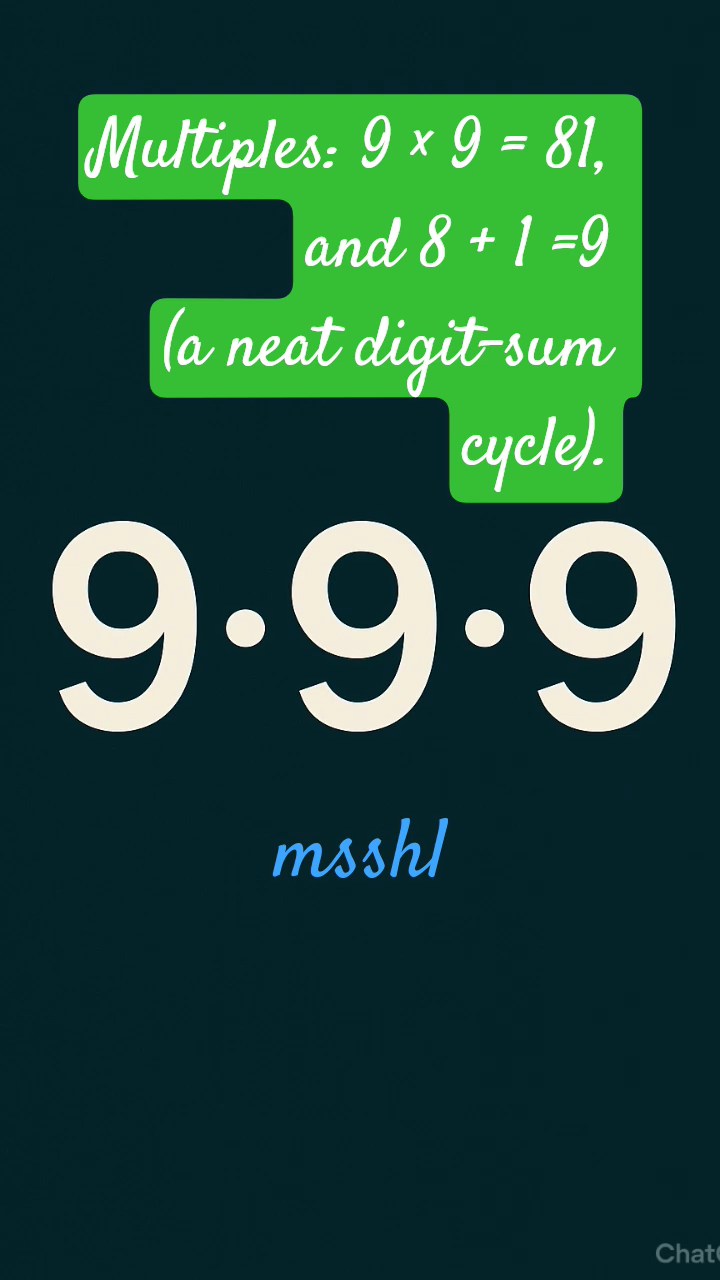 Multiples: 9 × 9 = 81,
and 8 + 1 =9
(a neat digit-sum
cycle).
9·9·9
msshl